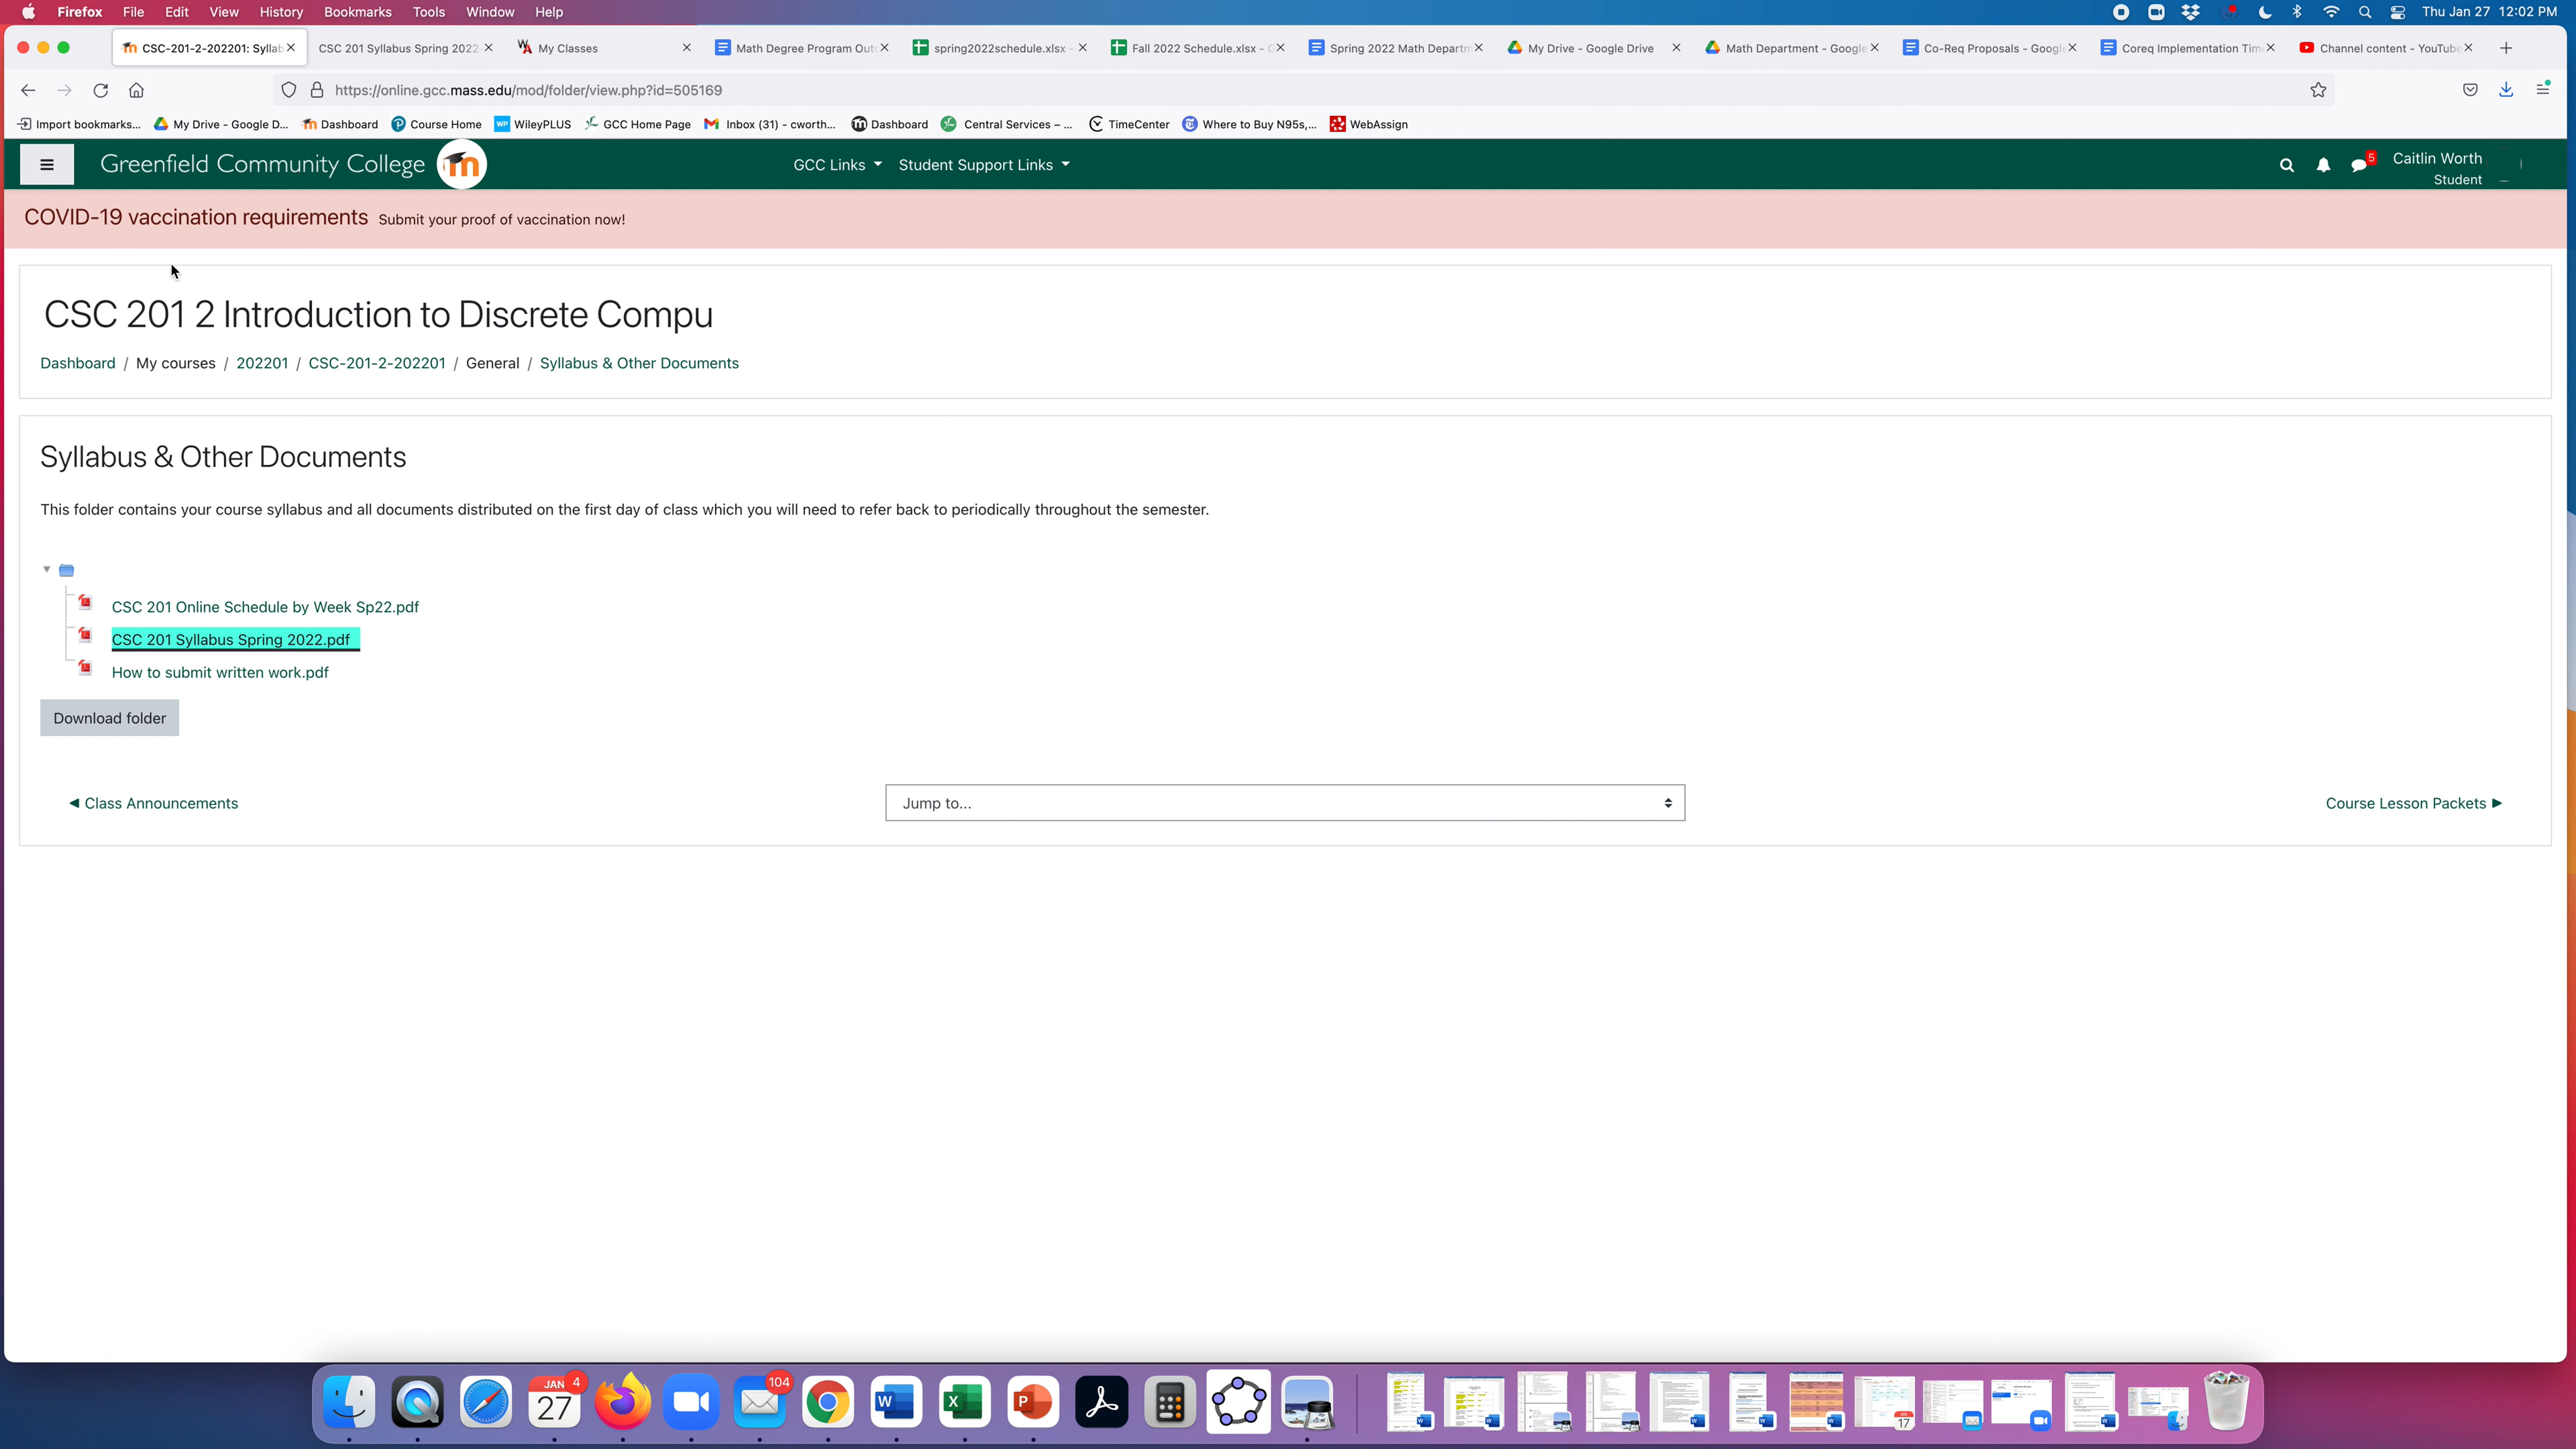 Firefox File Edit View History Bookmarks Tools Window Help Thu Jan 27 12:02 PM
CSC-201-2-202201: Syllab CSC 201 Syllabus Spring 2022 My Classes Math Degree Program Outc spring2022schedule.xlsx - Fall 2022 Schedule.xlsx - G Spring 2022 Math Departm My Drive - Google Drive Math Department - Google Co-Req Proposals - Googl Coreq Implementation Tim Channel content - YouTube
https://online.gcc.mass.edu/mod/folder/view.php?id=505169
Import bookmarks... My Drive - Google D... Dashboard Course Home WP WileyPLUS GCC Home Page Inbox (31) - cworth... Dashboard Central Services – ... TimeCenter Where to Buy N95s,... WebAssign
Greenfield Community College m GCC Links Student Support Links 5 Caitlin Worth
Student
COVID-19 vaccination requirements Submit your proof of vaccination now!
CSC 201 2 Introduction to Discrete Compu
Dashboard / My courses / 202201 / CSC-201-2-202201 / General / Syllabus & Other Documents
Syllabus & Other Documents
This folder contains your course syllabus and all documents distributed on the first day of class which you will need to refer back to periodically throughout the semester.
CSC 201 Online Schedule by Week Sp22.pdf
CSC 201 Syllabus Spring 2022.pdf
How to submit written work.pdf
Download folder
◀ Class Announcements Jump to... Course Lesson Packets ▶
JAN 4 104
27 W X P 17